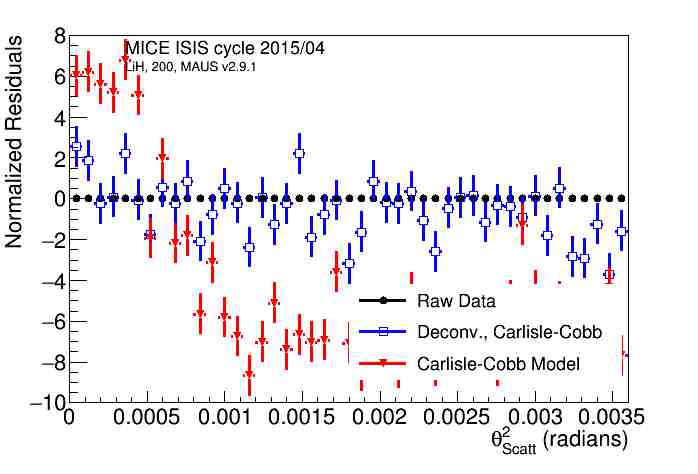 MICE ISIS cycle 2015/04
LiH, 200, MAUS v2.9.1
Normalized Residuals
8
6
4
2
0
−2
−4
−6
−8
−10
Raw Data
Deconv., Carlisle-Cobb
Carlisle-Cobb Model
0 0.0005 0.001 0.0015 0.002 0.0025 0.003 0.0035
θ²Scatt (radians)